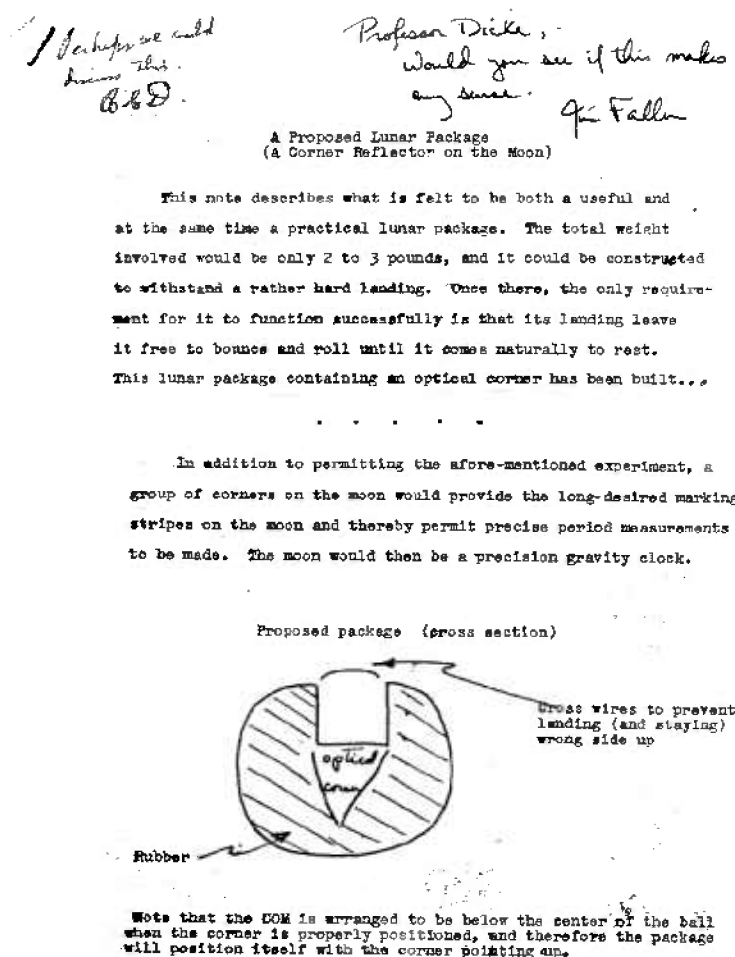 Perhaps we could
discuss this.
Professor Dicke,
Would you see if this makes
any sense.
Jim Faller
A Proposed Lunar Package
(A Corner Reflector on the Moon)
This note describes what is felt to be both a useful and
at the same time a practical lunar package. The total weight
involved would be only 2 to 3 pounds, and it could be constructed
to withstand a rather hard landing. Once there, the only require-
ment for it to function successfully is that its landing leave
it free to bounce and roll until it comes naturally to rest.
This lunar package containing an optical corner has been built...
. . . . .
In addition to permitting the afore-mentioned experiment, a
group of corners on the moon would provide the long-desired marking
stripes on the moon and thereby permit precise period measurements
to be made. The moon would then be a precision gravity clock.
Proposed package (cross section)
Cross wires to prevent
landing (and staying)
wrong side up
optical
corner
Rubber
Note that the COM is arranged to be below the center of the ball
when the corner is properly positioned, and therefore the package
will position itself with the corner pointing up.